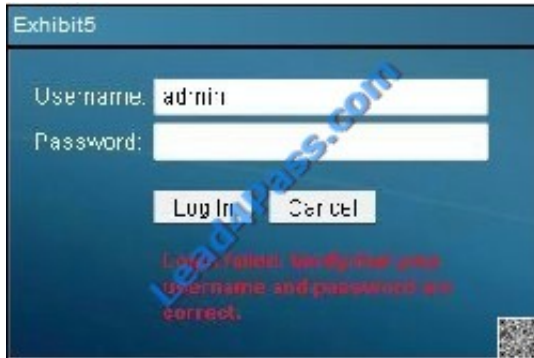 Exhibit5
Username:
admin
Password:
Log In
Cancel
Lead4Pass.com
Login failed. Verify that your
username and password are
correct.